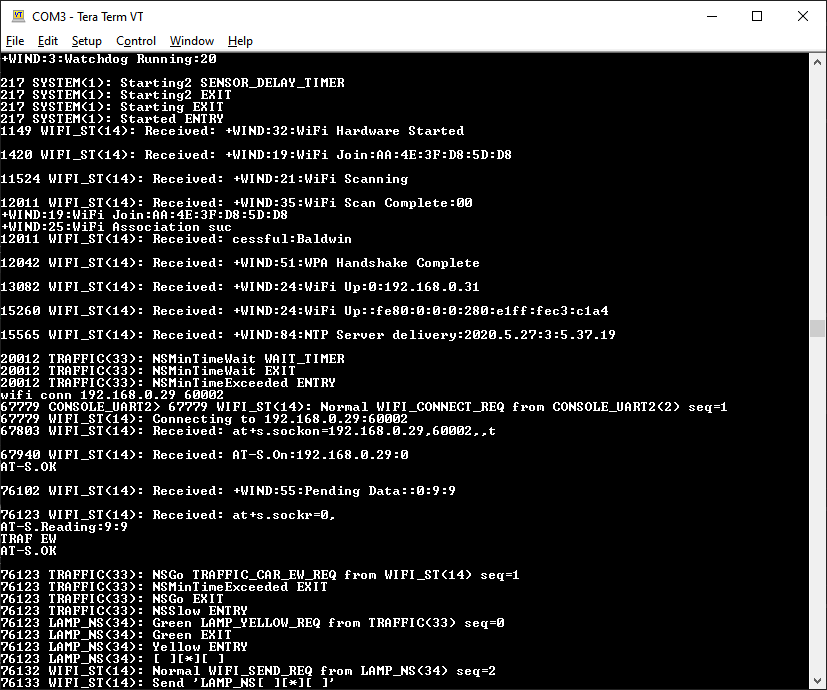 COM3 - Tera Term VT
File Edit Setup Control Window Help
+WIND:3:Watchdog Running:20
217 SYSTEM(1): Starting2 SENSOR_DELAY_TIMER
217 SYSTEM(1): Starting2 EXIT
217 SYSTEM(1): Starting EXIT
217 SYSTEM(1): Started ENTRY
1149 WIFI_ST(14): Received: +WIND:32:WiFi Hardware Started
1420 WIFI_ST(14): Received: +WIND:19:WiFi Join:AA:4E:3F:D8:5D:D8
11524 WIFI_ST(14): Received: +WIND:21:WiFi Scanning
12011 WIFI_ST(14): Received: +WIND:35:WiFi Scan Complete:00
+WIND:19:WiFi Join:AA:4E:3F:D8:5D:D8
+WIND:25:WiFi Association suc
12011 WIFI_ST(14): Received: cessful:Baldwin
12042 WIFI_ST(14): Received: +WIND:51:WPA Handshake Complete
13082 WIFI_ST(14): Received: +WIND:24:WiFi Up:0:192.168.0.31
15260 WIFI_ST(14): Received: +WIND:24:WiFi Up::fe80:0:0:0:280:e1ff:fec3:c1a4
15565 WIFI_ST(14): Received: +WIND:84:NTP Server delivery:2020.5.27:3:5.37.19
20012 TRAFFIC(33): NSMinTimeWait WAIT_TIMER
20012 TRAFFIC(33): NSMinTimeWait EXIT
20012 TRAFFIC(33): NSMinTimeExceeded ENTRY
wifi conn 192.168.0.29 60002
67779 CONSOLE_UART2> 67779 WIFI_ST(14): Normal WIFI_CONNECT_REQ from CONSOLE_UART2(2) seq=1
67779 WIFI_ST(14): Connecting to 192.168.0.29:60002
67803 WIFI_ST(14): Received: at+s.sockon=192.168.0.29,60002,,t
67940 WIFI_ST(14): Received: AT-S.On:192.168.0.29:0
AT-S.OK
76102 WIFI_ST(14): Received: +WIND:55:Pending Data::0:9:9
76123 WIFI_ST(14): Received: at+s.sockr=0,
AT-S.Reading:9:9
TRAF EW
AT-S.OK
76123 TRAFFIC(33): NSGo TRAFFIC_CAR_EW_REQ from WIFI_ST(14) seq=1
76123 TRAFFIC(33): NSMinTimeExceeded EXIT
76123 TRAFFIC(33): NSGo EXIT
76123 TRAFFIC(33): NSSlow ENTRY
76123 LAMP_NS(34): Green LAMP_YELLOW_REQ from TRAFFIC(33) seq=0
76123 LAMP_NS(34): Green EXIT
76123 LAMP_NS(34): Yellow ENTRY
76123 LAMP_NS(34): [ ][*][ ]
76132 WIFI_ST(14): Normal WIFI_SEND_REQ from LAMP_NS(34) seq=2
76133 WIFI_ST(14): Send 'LAMP_NS[ ][*][ ]'